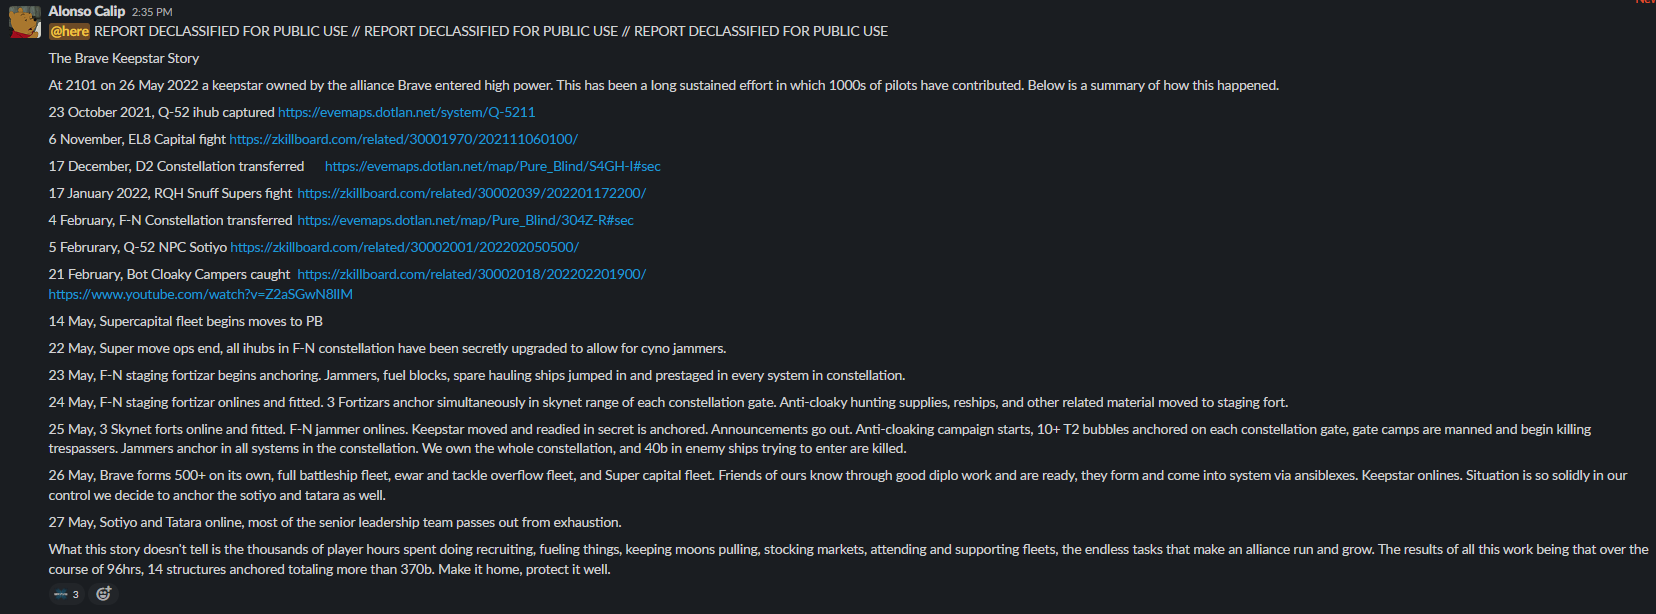 Alonso Calip 2:35 PM
@here REPORT DECLASSIFIED FOR PUBLIC USE // REPORT DECLASSIFIED FOR PUBLIC USE // REPORT DECLASSIFIED FOR PUBLIC USE
The Brave Keepstar Story
At 2101 on 26 May 2022 a keepstar owned by the alliance Brave entered high power. This has been a long sustained effort in which 1000s of pilots have contributed. Below is a summary of how this happened.
23 October 2021, Q-52 ihub captured https://evemaps.dotlan.net/system/Q-5211
6 November, EL8 Capital fight https://zkillboard.com/related/30001970/202111060100/
17 December, D2 Constellation transferred https://evemaps.dotlan.net/map/Pure_Blind/S4GH-I#sec
17 January 2022, RQH Snuff Supers fight https://zkillboard.com/related/30002039/202201172200/
4 February, F-N Constellation transferred https://evemaps.dotlan.net/map/Pure_Blind/304Z-R#sec
5 Februrary, Q-52 NPC Sotiyo https://zkillboard.com/related/30002001/202202050500/
21 February, Bot Cloaky Campers caught https://zkillboard.com/related/30002018/202202201900/
https://www.youtube.com/watch?v=Z2aSGwN8IIM
14 May, Supercapital fleet begins moves to PB
22 May, Super move ops end, all ihubs in F-N constellation have been secretly upgraded to allow for cyno jammers.
23 May, F-N staging fortizar begins anchoring. Jammers, fuel blocks, spare hauling ships jumped in and prestaged in every system in constellation.
24 May, F-N staging fortizar onlines and fitted. 3 Fortizars anchor simultaneously in skynet range of each constellation gate. Anti-cloaky hunting supplies, reships, and other related material moved to staging fort.
25 May, 3 Skynet forts online and fitted. F-N jammer onlines. Keepstar moved and readied in secret is anchored. Announcements go out. Anti-cloaking campaign starts, 10+ T2 bubbles anchored on each constellation gate, gate camps are manned and begin killing
trespassers. Jammers anchor in all systems in the constellation. We own the whole constellation, and 40b in enemy ships trying to enter are killed.
26 May, Brave forms 500+ on its own, full battleship fleet, ewar and tackle overflow fleet, and Super capital fleet. Friends of ours know through good diplo work and are ready, they form and come into system via ansiblexes. Keepstar onlines. Situation is so solidly in our
control we decide to anchor the sotiyo and tatara as well.
27 May, Sotiyo and Tatara online, most of the senior leadership team passes out from exhaustion.
What this story doesn't tell is the thousands of player hours spent doing recruiting, fueling things, keeping moons pulling, stocking markets, attending and supporting fleets, the endless tasks that make an alliance run and grow. The results of all this work being that over the
course of 96hrs, 14 structures anchored totaling more than 370b. Make it home, protect it well.
3